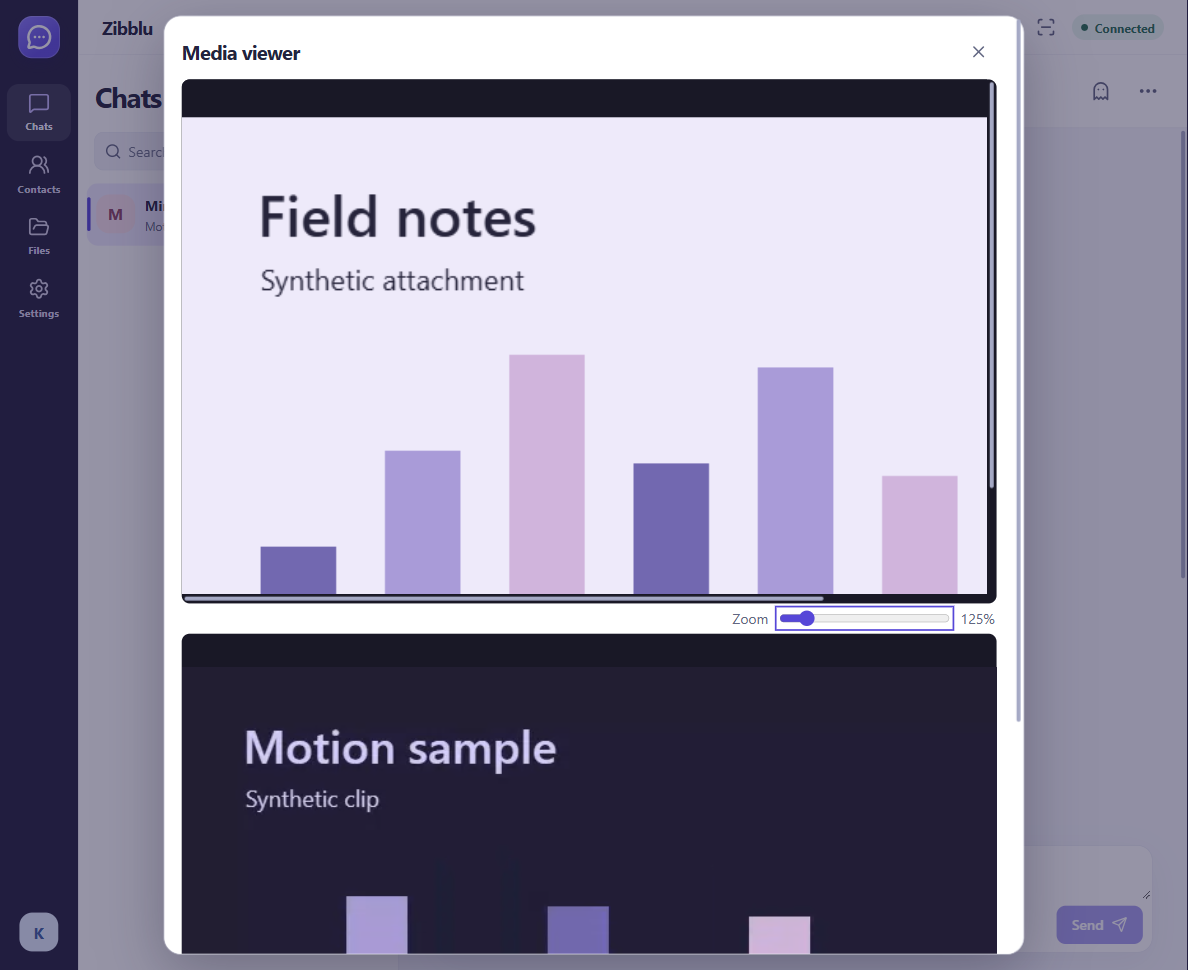 Zibblu
Connected
Chats
Contacts
Files
Settings
K
Chats
M
Media viewer
Field notes
Synthetic attachment
Zoom
125%
Motion sample
Synthetic clip
Send